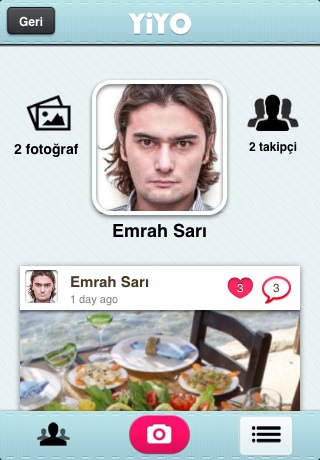 Geri
YiYO
2 fotoğraf
2 takipçi
Emrah Sarı
Emrah Sarı
1 day ago
3
3